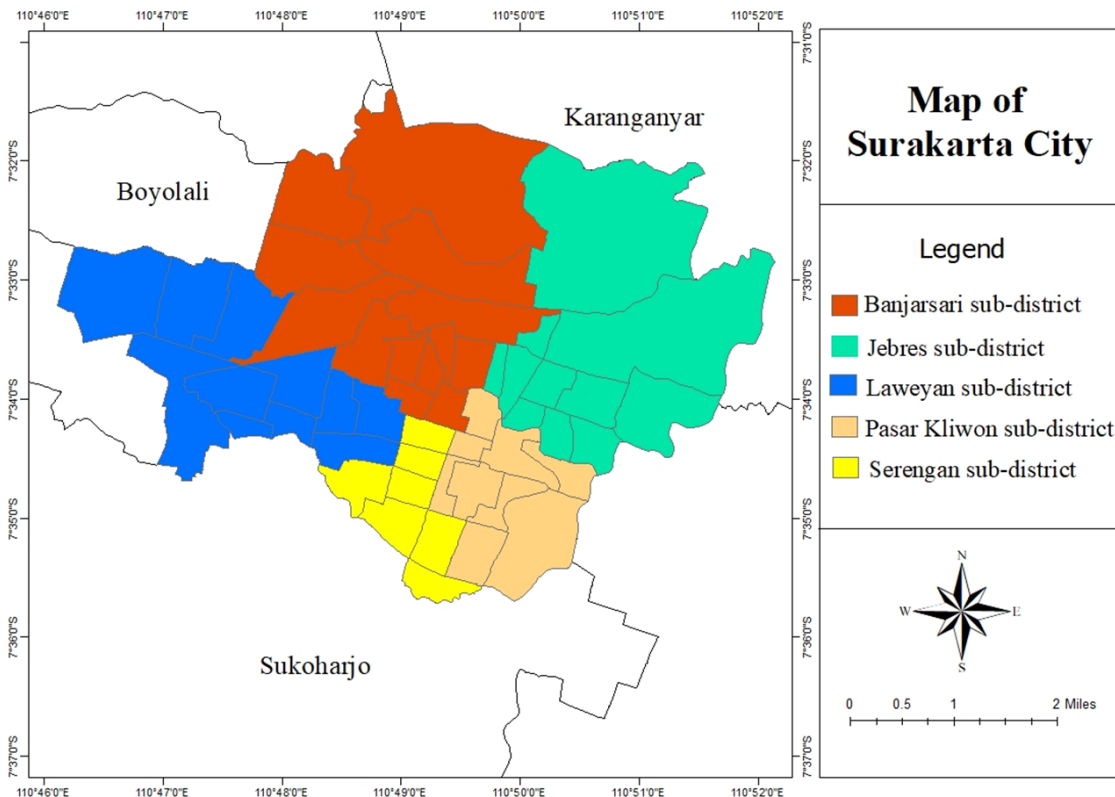 110°46'0"E 110°47'0"E 110°48'0"E 110°49'0"E 110°50'0"E 110°51'0"E 110°52'0"E
7°31'0"S
7°32'0"S
7°33'0"S
7°34'0"S
7°35'0"S
7°36'0"S
7°37'0"S
Karanganyar
Boyolali
Sukoharjo
7°31'0"S
7°32'0"S
7°33'0"S
7°34'0"S
7°35'0"S
7°36'0"S
7°37'0"S
110°46'0"E 110°47'0"E 110°48'0"E 110°49'0"E 110°50'0"E 110°51'0"E 110°52'0"E
Map of
Surakarta City
Legend
Banjarsari sub-district
Jebres sub-district
Laweyan sub-district
Pasar Kliwon sub-district
Serengan sub-district
N
W E
S
0 0.5 1 2 Miles